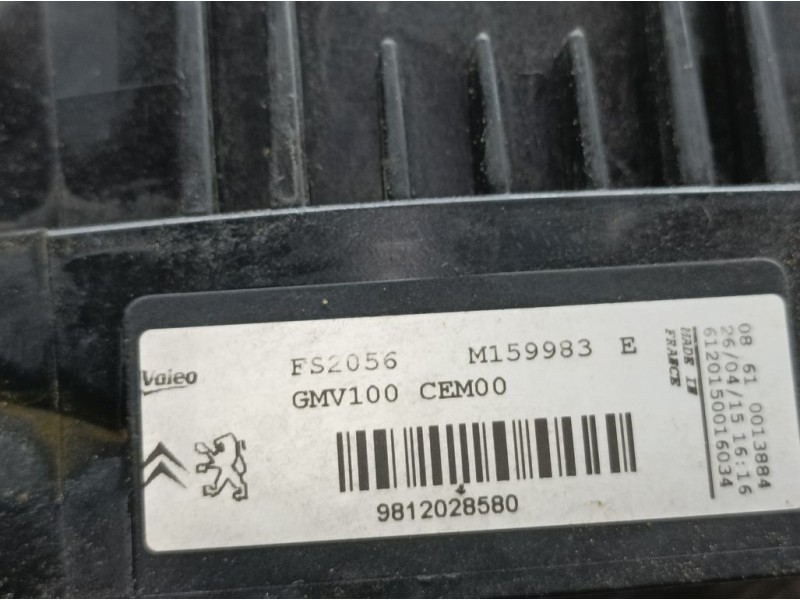 Valeo
FS2056 M159983 E
GMV100 CEM00
9812028580
MADE IN
FRANCE
08 61 0013884
26/04/15 16:16
6120150016034